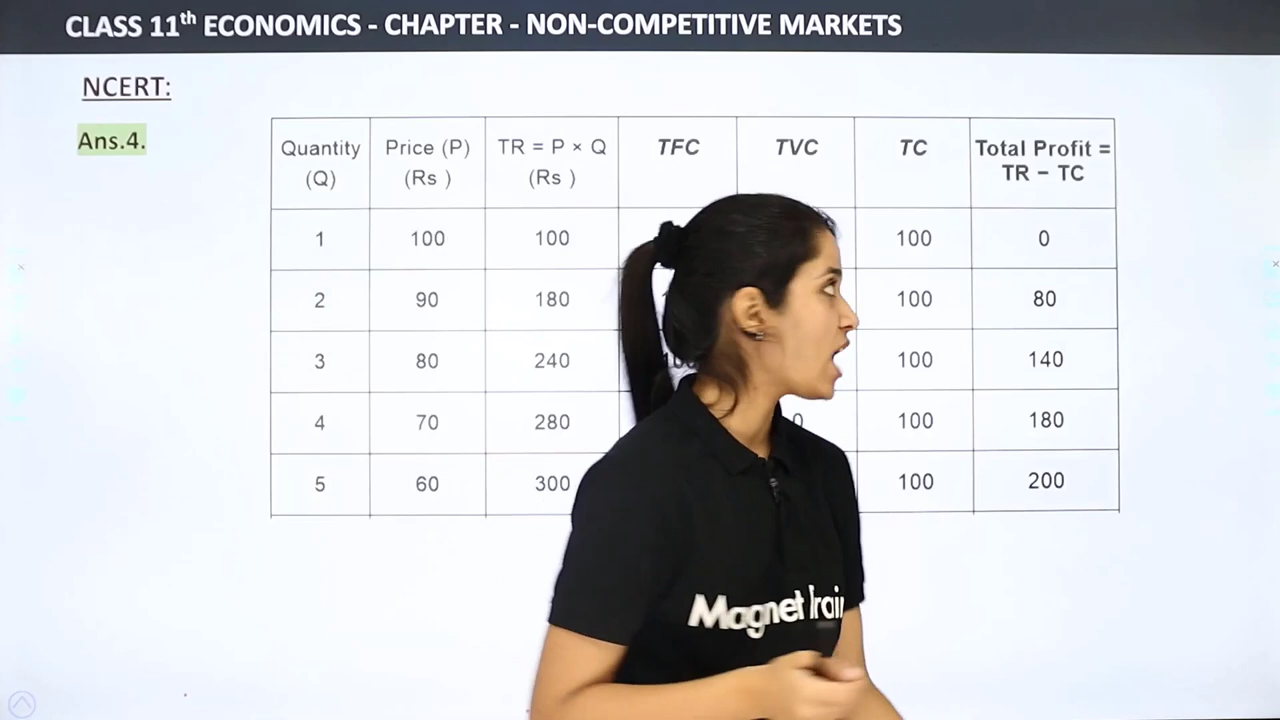 CLASS 11th ECONOMICS - CHAPTER - NON-COMPETITIVE MARKETS
NCERT:
Ans.4.
Quantity (Q) Price (P) (Rs ) TR = P × Q (Rs ) TFC TVC TC Total Profit = TR − TC
1 100 100 100 0
2 90 180 100 80
3 80 240 100 140
4 70 280 0 100 180
5 60 300 100 200
Magnet